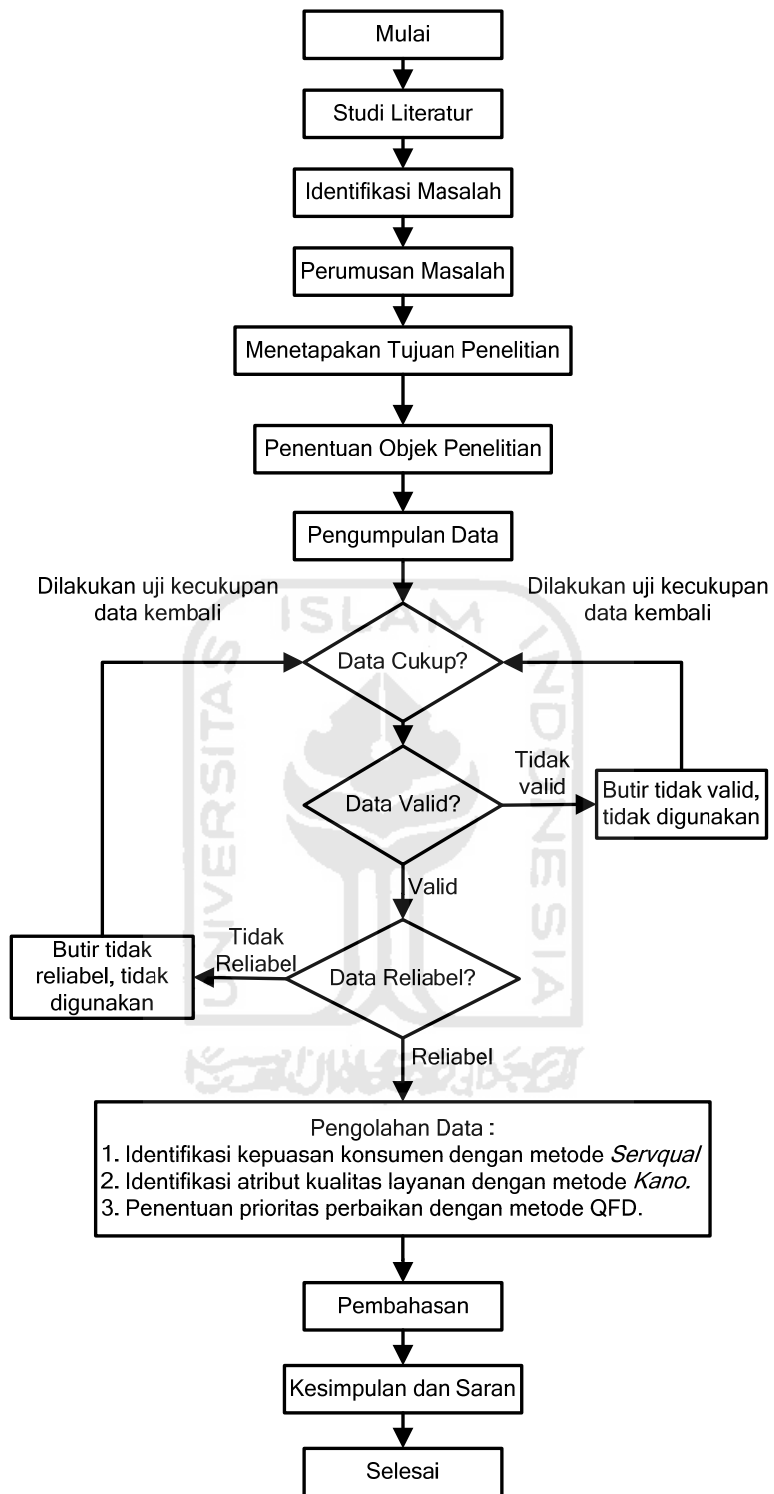 Mulai
Studi Literatur
Identifikasi Masalah
Perumusan Masalah
Menetapakan Tujuan Penelitian
Penentuan Objek Penelitian
Pengumpulan Data
Dilakukan uji kecukupan
data kembali
Dilakukan uji kecukupan
data kembali
ISLAM
UNIVERSITAS
INDONESIA
Data Cukup?
Data Valid?
Tidak
valid
Butir tidak valid,
tidak digunakan
Valid
Butir tidak
reliabel, tidak
digunakan
Tidak
Reliabel
Data Reliabel?
Reliabel
Pengolahan Data :
1. Identifikasi kepuasan konsumen dengan metode Servqual
2. Identifikasi atribut kualitas layanan dengan metode Kano.
3. Penentuan prioritas perbaikan dengan metode QFD.
Pembahasan
Kesimpulan dan Saran
Selesai